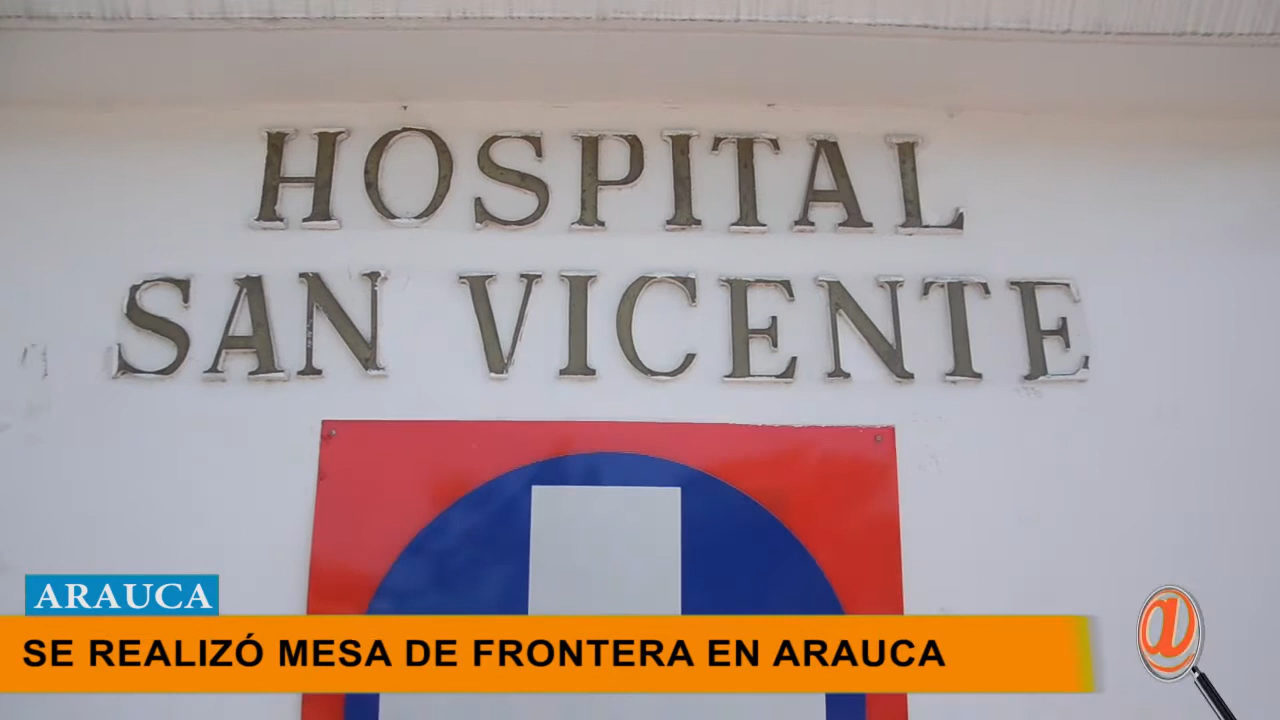 HOSPITAL
SAN VICENTE
ARAUCA
SE REALIZÓ MESA DE FRONTERA EN ARAUCA
@